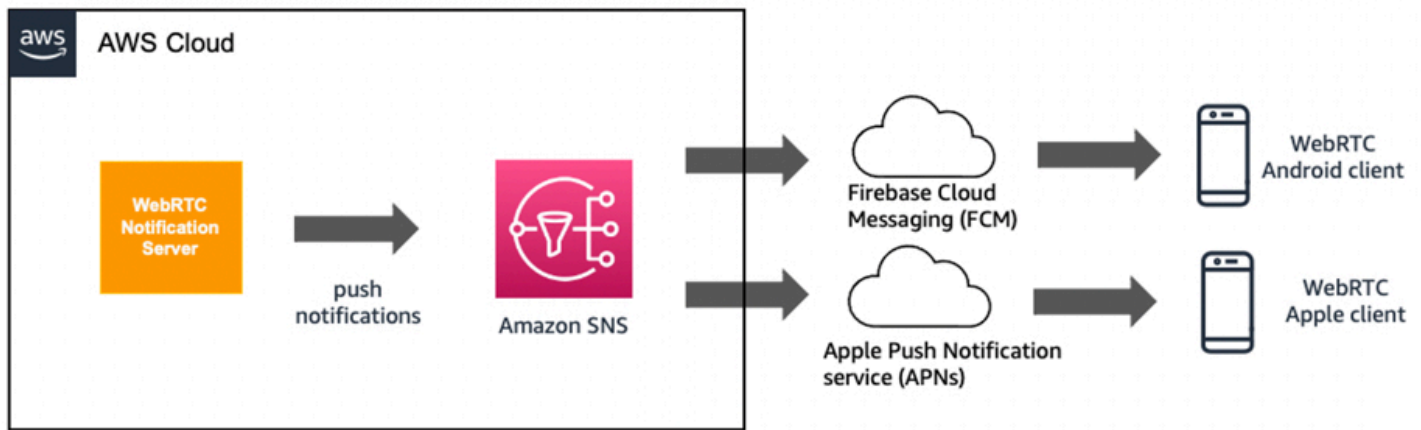 aws
AWS Cloud
WebRTC
Notification
Server
push
notifications
Amazon SNS
Firebase Cloud
Messaging (FCM)
Apple Push Notification
service (APNs)
WebRTC
Android client
WebRTC
Apple client